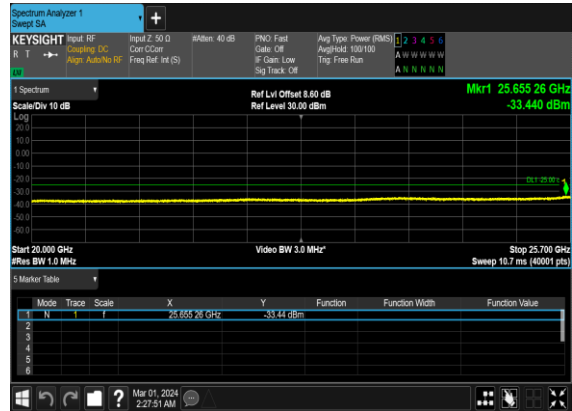 Spectrum Analyzer 1
Swept SA
+
KEYSIGHT Input: RF Input Z: 50 Ω #Atten: 40 dB PNO: Fast Avg Type: Power (RMS) 1 2 3 4 5 6
R T Coupling: DC Corr CCorr Gate: Off Avg|Hold: 100/100 A W W W W W
Align: Auto/No RF Freq Ref: Int (S) IF Gain: Low Trig: Free Run
Sig Track: Off A N N N N N
1 Spectrum Ref Lvl Offset 8.60 dB Mkr1 25.655 26 GHz
Scale/Div 10 dB Ref Level 30.00 dBm -33.440 dBm
Log
20.0
10.0
0.00
-10.0
-20.0 DL1 -25.00
-30.0
-40.0
-50.0
-60.0
Start 20.000 GHz Video BW 3.0 MHz* Stop 25.700 GHz
#Res BW 1.0 MHz Sweep 10.7 ms (40001 pts)
5 Marker Table
Mode Trace Scale X Y Function Function Width Function Value
1 N 1 f 25.655 26 GHz -33.44 dBm
2
3
4
5
6
? Mar 01, 2024
2:27:51 AM